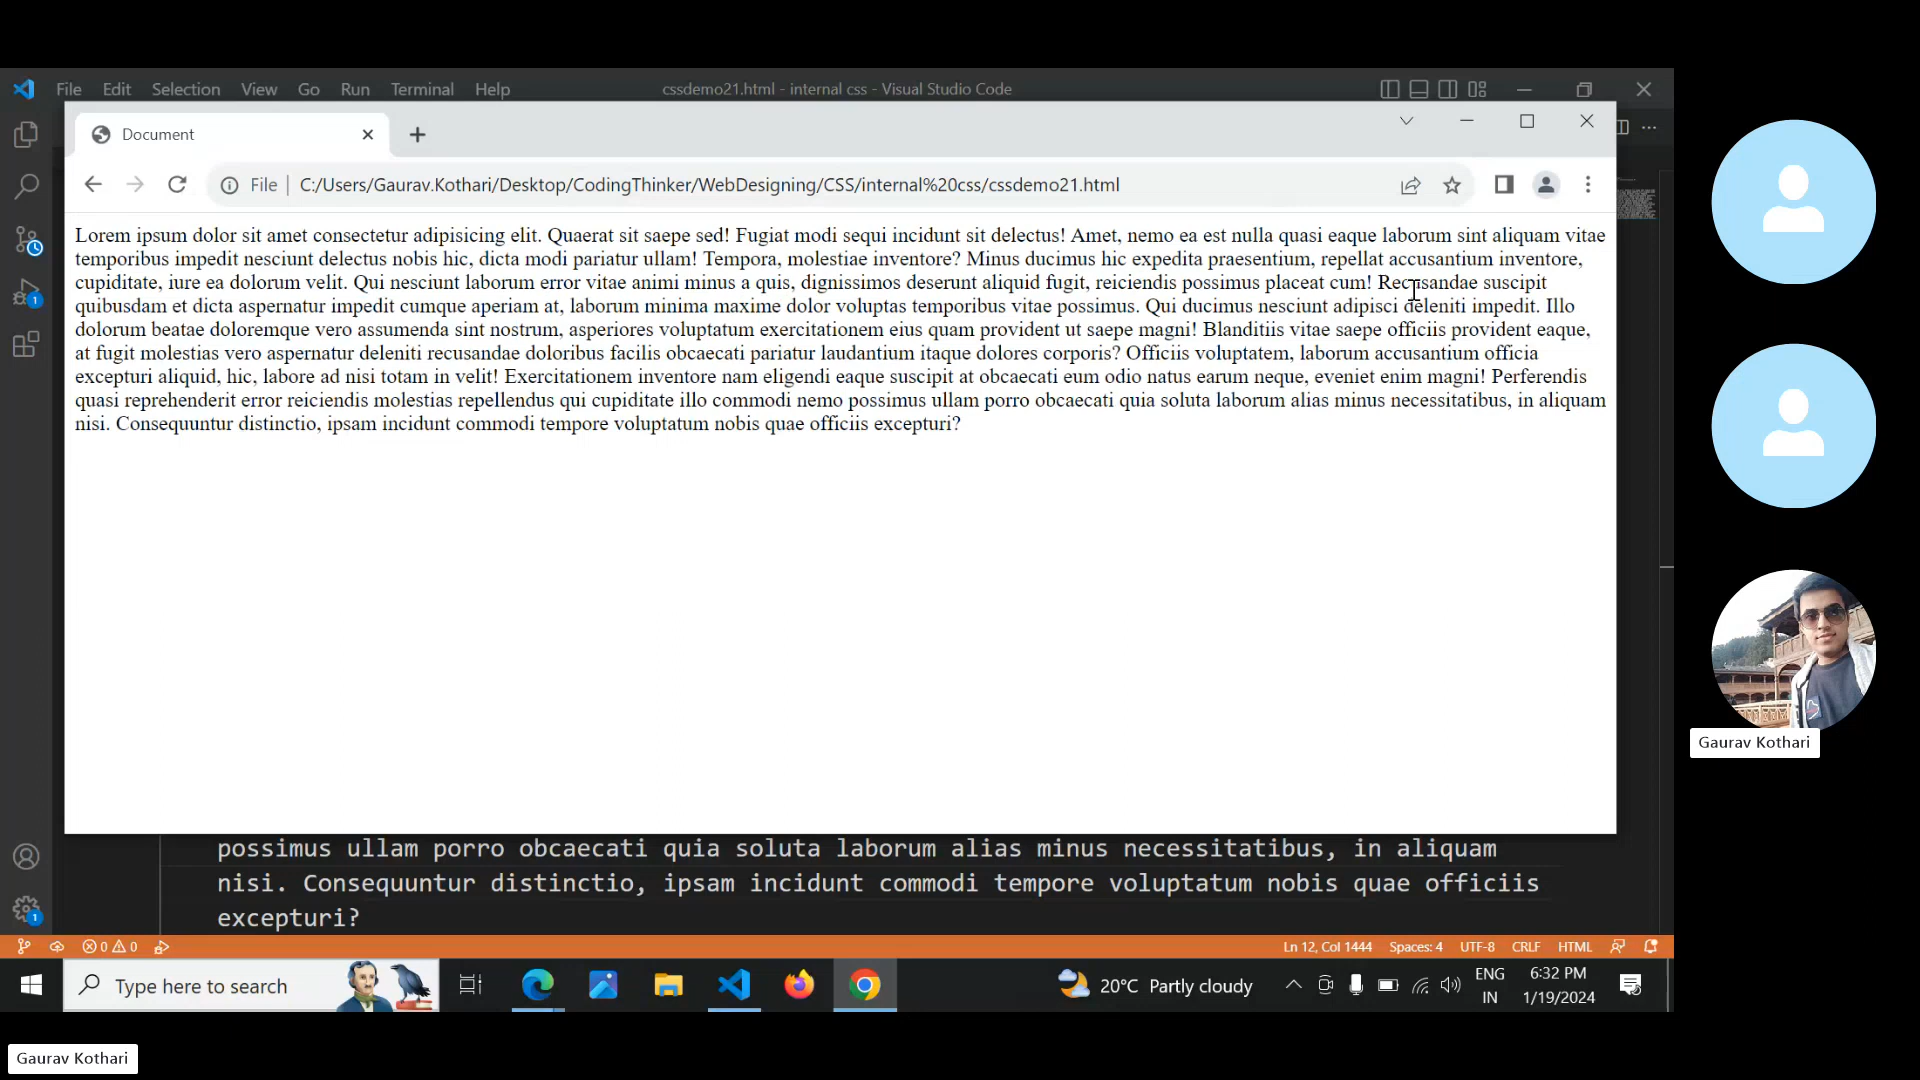 File Edit Selection View Go Run Terminal Help
cssdemo21.html - internal css - Visual Studio Code
Document
File
C:/Users/Gaurav.Kothari/Desktop/CodingThinker/WebDesigning/CSS/internal%20css/cssdemo21.html
Lorem ipsum dolor sit amet consectetur adipisicing elit. Quaerat sit saepe sed! Fugiat modi sequi incidunt sit delectus! Amet, nemo ea est nulla quasi eaque laborum sint aliquam vitae
temporibus impedit nesciunt delectus nobis hic, dicta modi pariatur ullam! Tempora, molestiae inventore? Minus ducimus hic expedita praesentium, repellat accusantium inventore,
cupiditate, iure ea dolorum velit. Qui nesciunt laborum error vitae animi minus a quis, dignissimos deserunt aliquid fugit, reiciendis possimus placeat cum! Recusandae suscipit
quibusdam et dicta aspernatur impedit cumque aperiam at, laborum minima maxime dolor voluptas temporibus vitae possimus. Qui ducimus nesciunt adipisci deleniti impedit. Illo
dolorum beatae doloremque vero assumenda sint nostrum, asperiores voluptatum exercitationem eius quam provident ut saepe magni! Blanditiis vitae saepe officiis provident eaque,
at fugit molestias vero aspernatur deleniti recusandae doloribus facilis obcaecati pariatur laudantium itaque dolores corporis? Officiis voluptatem, laborum accusantium officia
excepturi aliquid, hic, labore ad nisi totam in velit! Exercitationem inventore nam eligendi eaque suscipit at obcaecati eum odio natus earum neque, eveniet enim magni! Perferendis
quasi reprehenderit error reiciendis molestias repellendus qui cupiditate illo commodi nemo possimus ullam porro obcaecati quia soluta laborum alias minus necessitatibus, in aliquam
nisi. Consequuntur distinctio, ipsam incidunt commodi tempore voluptatum nobis quae officiis excepturi?
possimus ullam porro obcaecati quia soluta laborum alias minus necessitatibus, in aliquam
nisi. Consequuntur distinctio, ipsam incidunt commodi tempore voluptatum nobis quae officiis
excepturi?
0 0
Ln 12, Col 1444 Spaces: 4 UTF-8 CRLF HTML
1
1
Type here to search
20°C Partly cloudy
ENG
IN
6:32 PM
1/19/2024
Gaurav Kothari
Gaurav Kothari